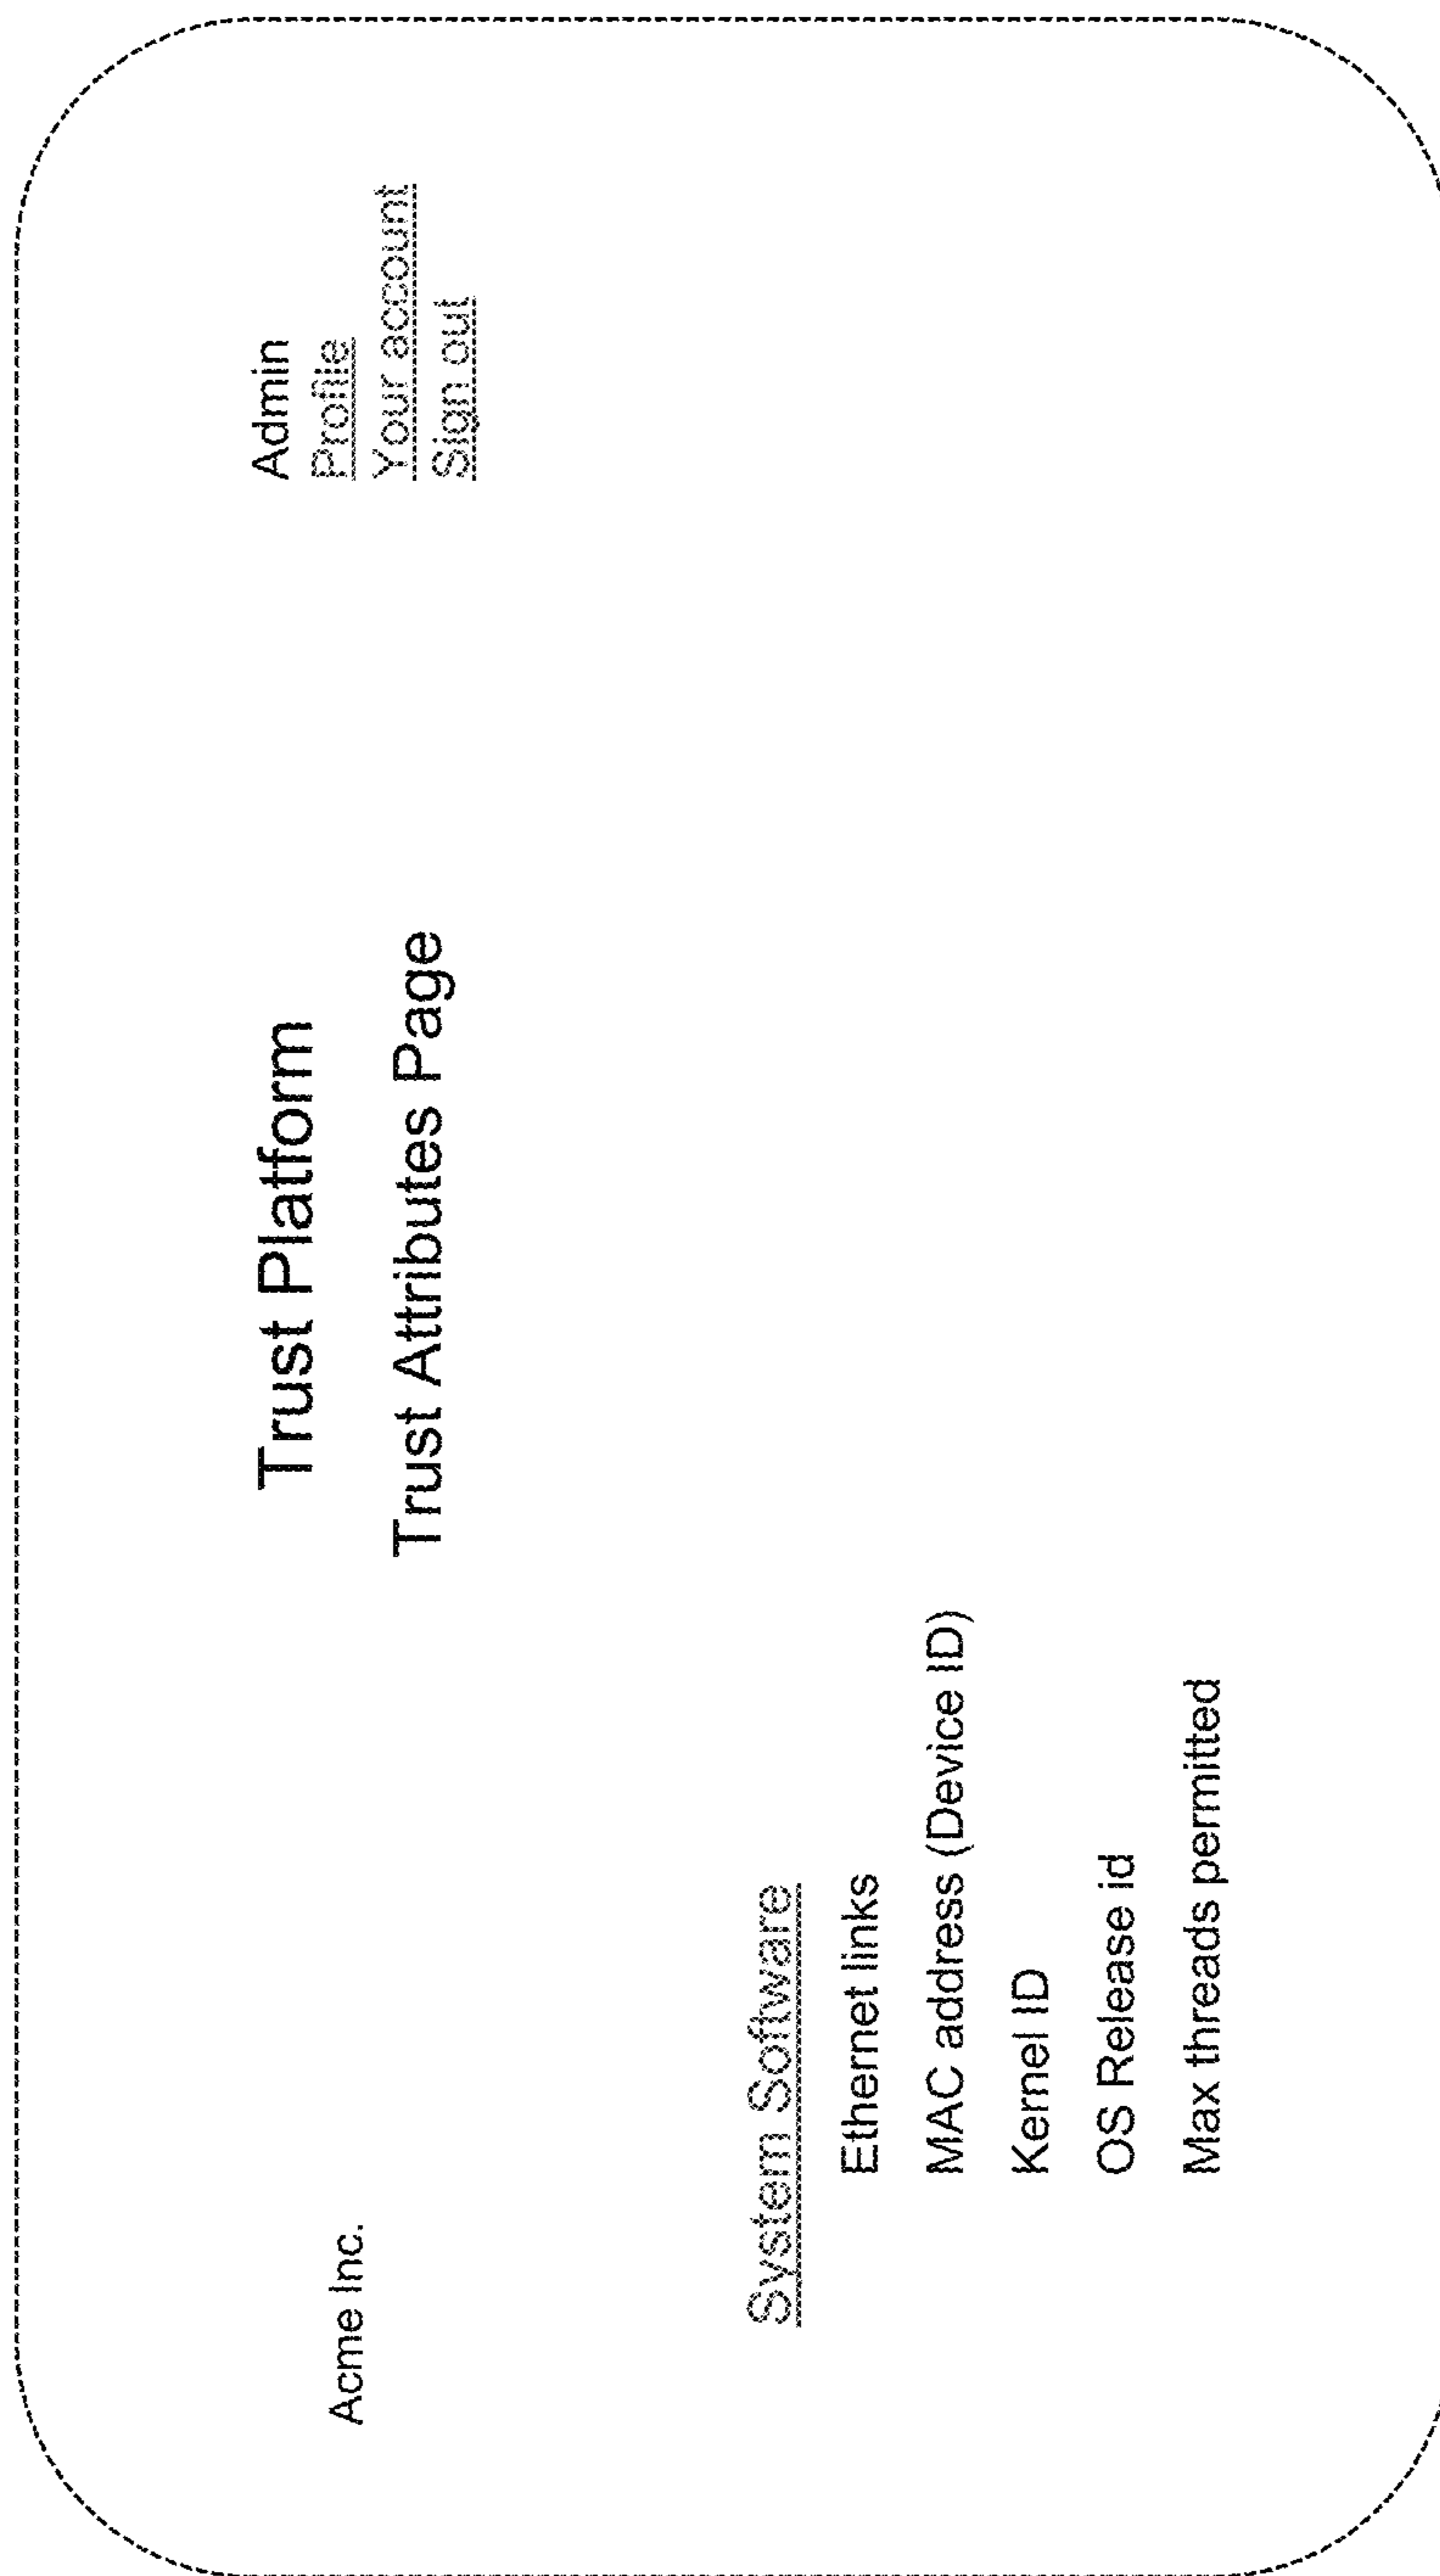 Acme Inc.
Trust Platform
Trust Attributes Page
Admin
Profile
Your account
Sign out
System Software
Ethernet links
MAC address (Device ID)
Kernel ID
OS Release id
Max threads permitted